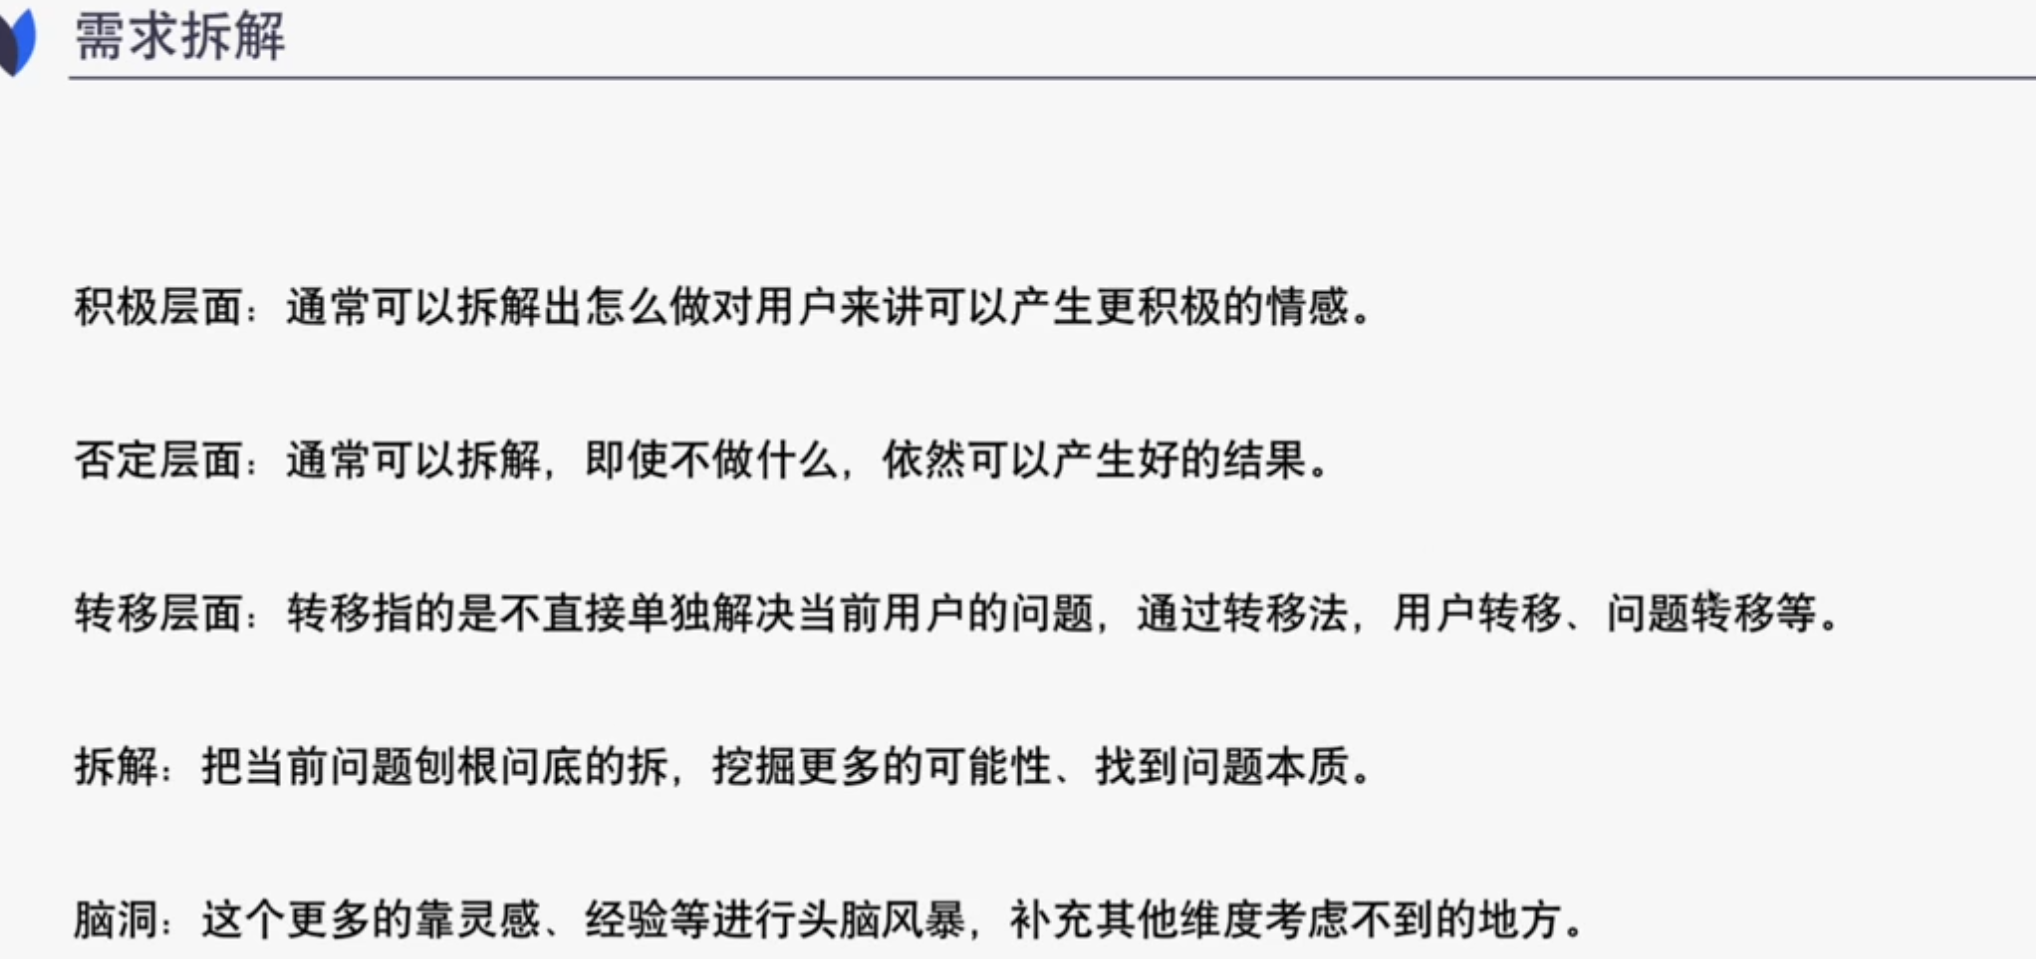 需求拆解
积极层面：通常可以拆解出怎么做对用户来讲可以产生更积极的情感。
否定层面：通常可以拆解，即使不做什么，依然可以产生好的结果。
转移层面：转移指的是不直接单独解决当前用户的问题，通过转移法，用户转移、问题转移等。
拆解：把当前问题刨根问底的拆，挖掘更多的可能性、找到问题本质。
脑洞：这个更多的靠灵感、经验等进行头脑风暴，补充其他维度考虑不到的地方。